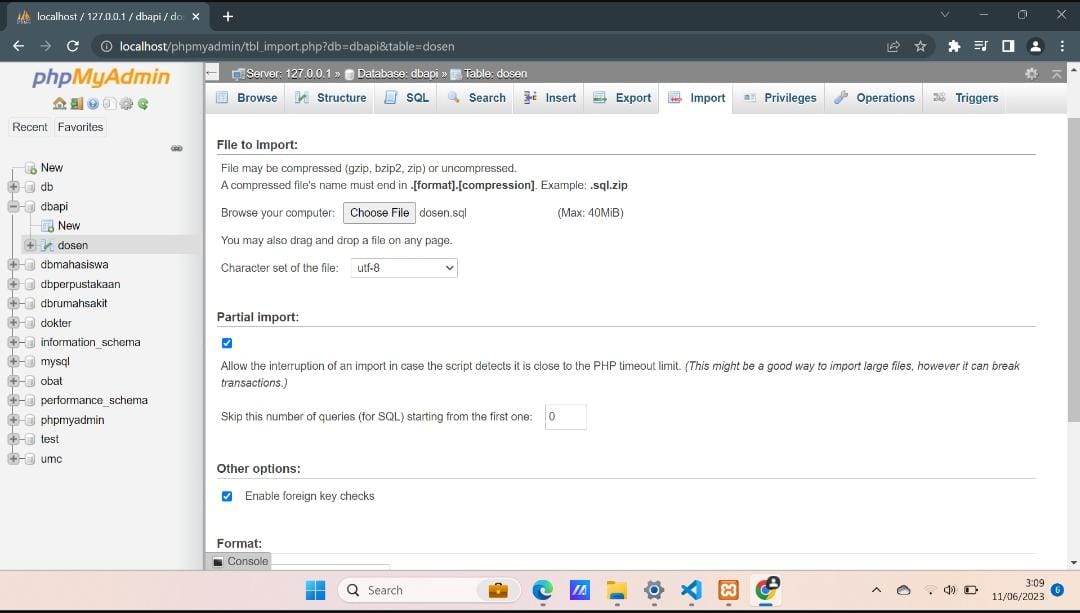 localhost / 127.0.0.1 / dbapi / do
localhost/phpmyadmin/tbl_import.php?db=dbapi&table=dosen
phpMyAdmin
Recent Favorites
New
db
dbapi
New
dosen
dbmahasiswa
dbperpustakaan
dbrumahsakit
dokter
information_schema
mysql
obat
performance_schema
phpmyadmin
test
umc
Server: 127.0.0.1 » Database: dbapi » Table: dosen
Browse Structure SQL Search Insert Export Import Privileges Operations Triggers
File to import:
File may be compressed (gzip, bzip2, zip) or uncompressed.
A compressed file's name must end in .[format].[compression]. Example: .sql.zip
Browse your computer: Choose File dosen.sql (Max: 40MiB)
You may also drag and drop a file on any page.
Character set of the file: utf-8
Partial import:
Allow the interruption of an import in case the script detects it is close to the PHP timeout limit. (This might be a good way to import large files, however it can break
transactions.)
Skip this number of queries (for SQL) starting from the first one: 0
Other options:
Enable foreign key checks
Format:
Console
Search
3:09
11/06/2023
6